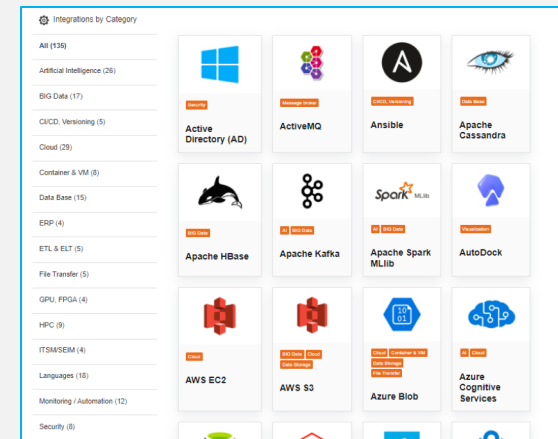 Integrations by Category
All (135)
Artificial Intelligence (26)
BIG Data (17)
CI/CD, Versioning (5)
Cloud (29)
Container & VM (8)
Data Base (15)
ERP (4)
ETL & ELT (5)
File Transfer (5)
GPU, FPGA (4)
HPC (9)
ITSM/SEIM (4)
Languages (18)
Monitoring / Automation (12)
Security (8)
Security
Active
Directory (AD)
Message broker
ActiveMQ
CI/CD, Versioning
Ansible
Data Base
Apache
Cassandra
BIG Data
Apache HBase
AI BIG Data
Apache Kafka
Spark MLlib
AI BIG Data
Apache Spark
MLlib
Visualization
AutoDock
Cloud
AWS EC2
BIG Data Cloud
Data Storage
AWS S3
10
01
Cloud Container & VM
Data Storage
File Transfer
Azure Blob
AI Cloud
Azure
Cognitive
Services